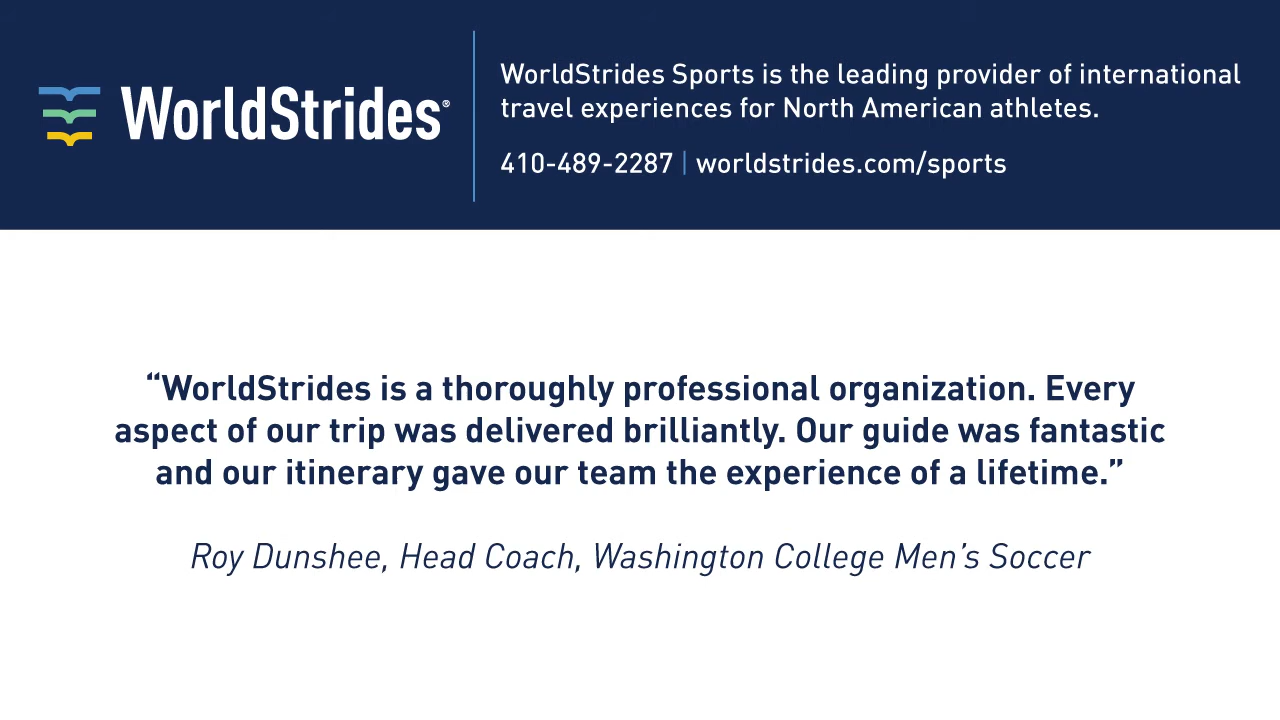 WorldStrides®
WorldStrides Sports is the leading provider of international
travel experiences for North American athletes.
410-489-2287 | worldstrides.com/sports
“WorldStrides is a thoroughly professional organization. Every
aspect of our trip was delivered brilliantly. Our guide was fantastic
and our itinerary gave our team the experience of a lifetime.”
Roy Dunshee, Head Coach, Washington College Men’s Soccer